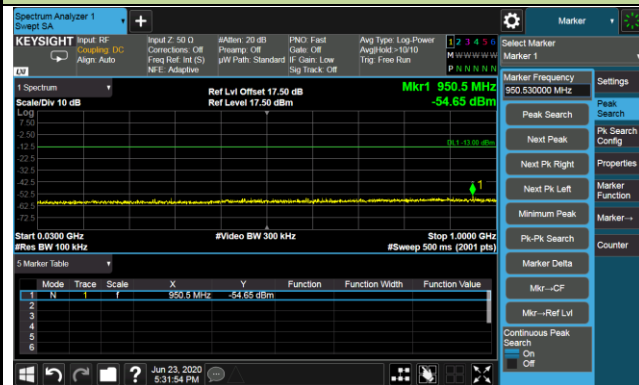 Spectrum Analyzer 1
Swept SA
Marker
KEYSIGHT
Input: RF
Coupling: DC
Align: Auto
Input Z: 50 Ω
Corrections: Off
Freq Ref: Int (S)
NFE: Adaptive
#Atten: 20 dB
Preamp: Off
µW Path: Standard
PNO: Fast
Gate: Off
IF Gain: Low
Sig Track: Off
Avg Type: Log-Power
Avg|Hold:>10/10
Trig: Free Run
1 2 3 4 5 6
M W W W W W
P N N N N N
LXI
Select Marker
Marker 1
1 Spectrum
Scale/Div 10 dB
Log
Ref Lvl Offset 17.50 dB
Ref Level 17.50 dBm
Mkr1 950.5 MHz
-54.65 dBm
7.50
-2.50
-12.5
-22.5
-32.5
-42.5
-52.5
-62.5
-72.5
DL1 -13.00 dBm
1
Start 0.0300 GHz
#Res BW 100 kHz
#Video BW 300 kHz
Stop 1.0000 GHz
#Sweep 500 ms (2001 pts)
5 Marker Table
Mode Trace Scale X Y Function Function Width Function Value
1 N 1 f 950.5 MHz -54.65 dBm
2
3
4
5
6
Marker Frequency
950.530000 MHz
Peak Search
Next Peak
Next Pk Right
Next Pk Left
Minimum Peak
Pk-Pk Search
Marker Delta
Mkr→CF
Mkr→Ref Lvl
Continuous Peak
Search
On
Off
Settings
Peak
Search
Pk Search
Config
Properties
Marker
Function
Marker→
Counter
?
Jun 23, 2020
5:31:54 PM